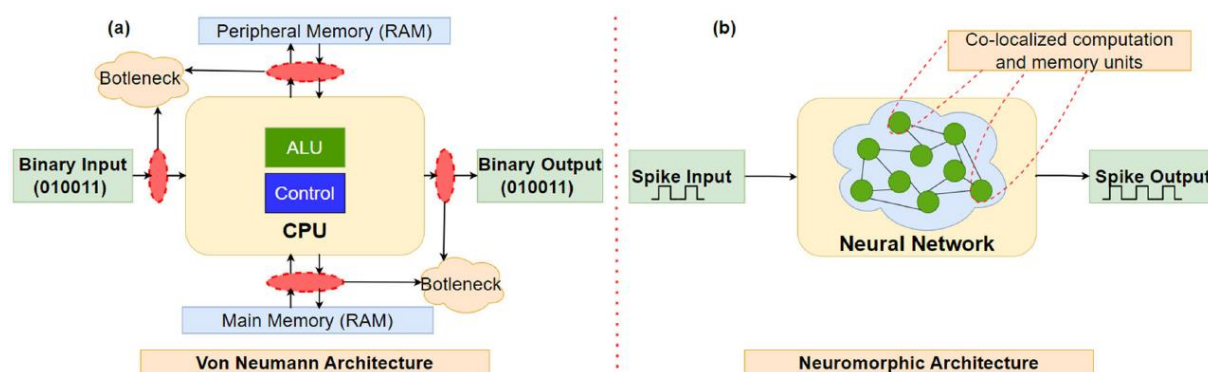 (a)
Peripheral Memory (RAM)
Botleneck
ALU
Control
CPU
Binary Input
(010011)
Binary Output
(010011)
Botleneck
Main Memory (RAM)
Von Neumann Architecture
(b)
Co-localized computation
and memory units
Spike Input
Neural Network
Spike Output
Neuromorphic Architecture